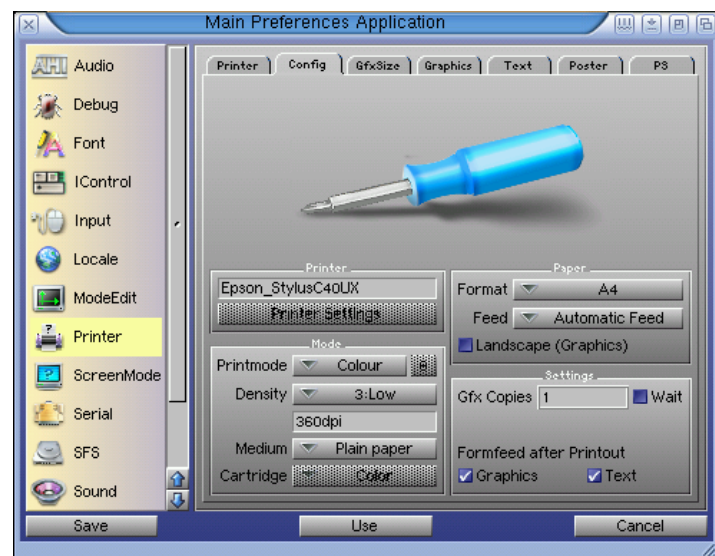 Main Preferences Application
AHI Audio
Debug
Font
IControl
Input
Locale
ModeEdit
Printer
ScreenMode
Serial
SFS
Sound
Printer
Config
GfxSize
Graphics
Text
Poster
PS
Printer
Epson_StylusC40UX
Printer Settings
Mode
Printmode Colour
Density 3:Low
360dpi
Medium Plain paper
Cartridge Color
Paper
Format A4
Feed Automatic Feed
Landscape (Graphics)
Settings
Gfx Copies 1 Wait
Formfeed after Printout
Graphics Text
Save
Use
Cancel